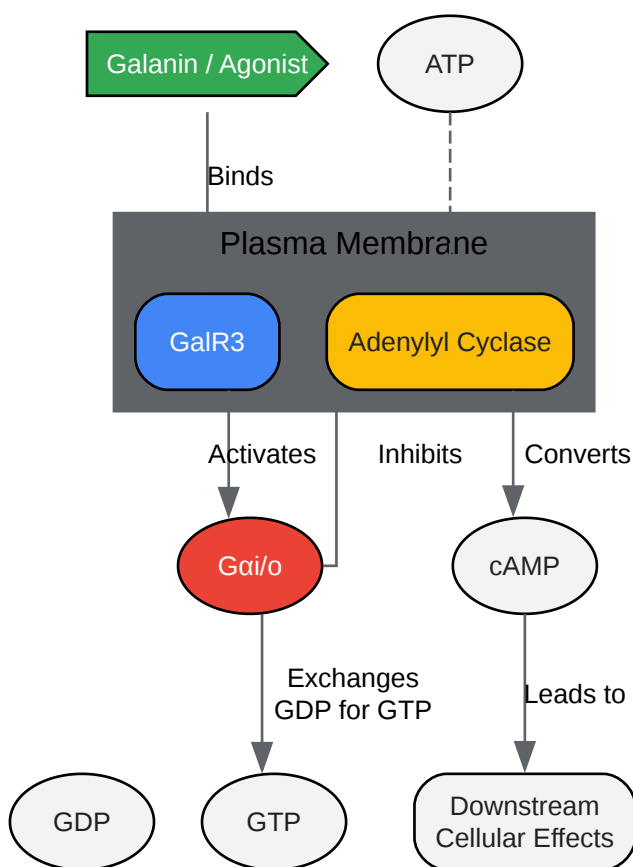 Galanin / Agonist
ATP
Binds
Plasma Membrane
GalR3
Adenylyl Cyclase
Activates
Inhibits
Converts
Gαi/o
cAMP
Exchanges
GDP for GTP
Leads to
GDP
GTP
Downstream
Cellular Effects